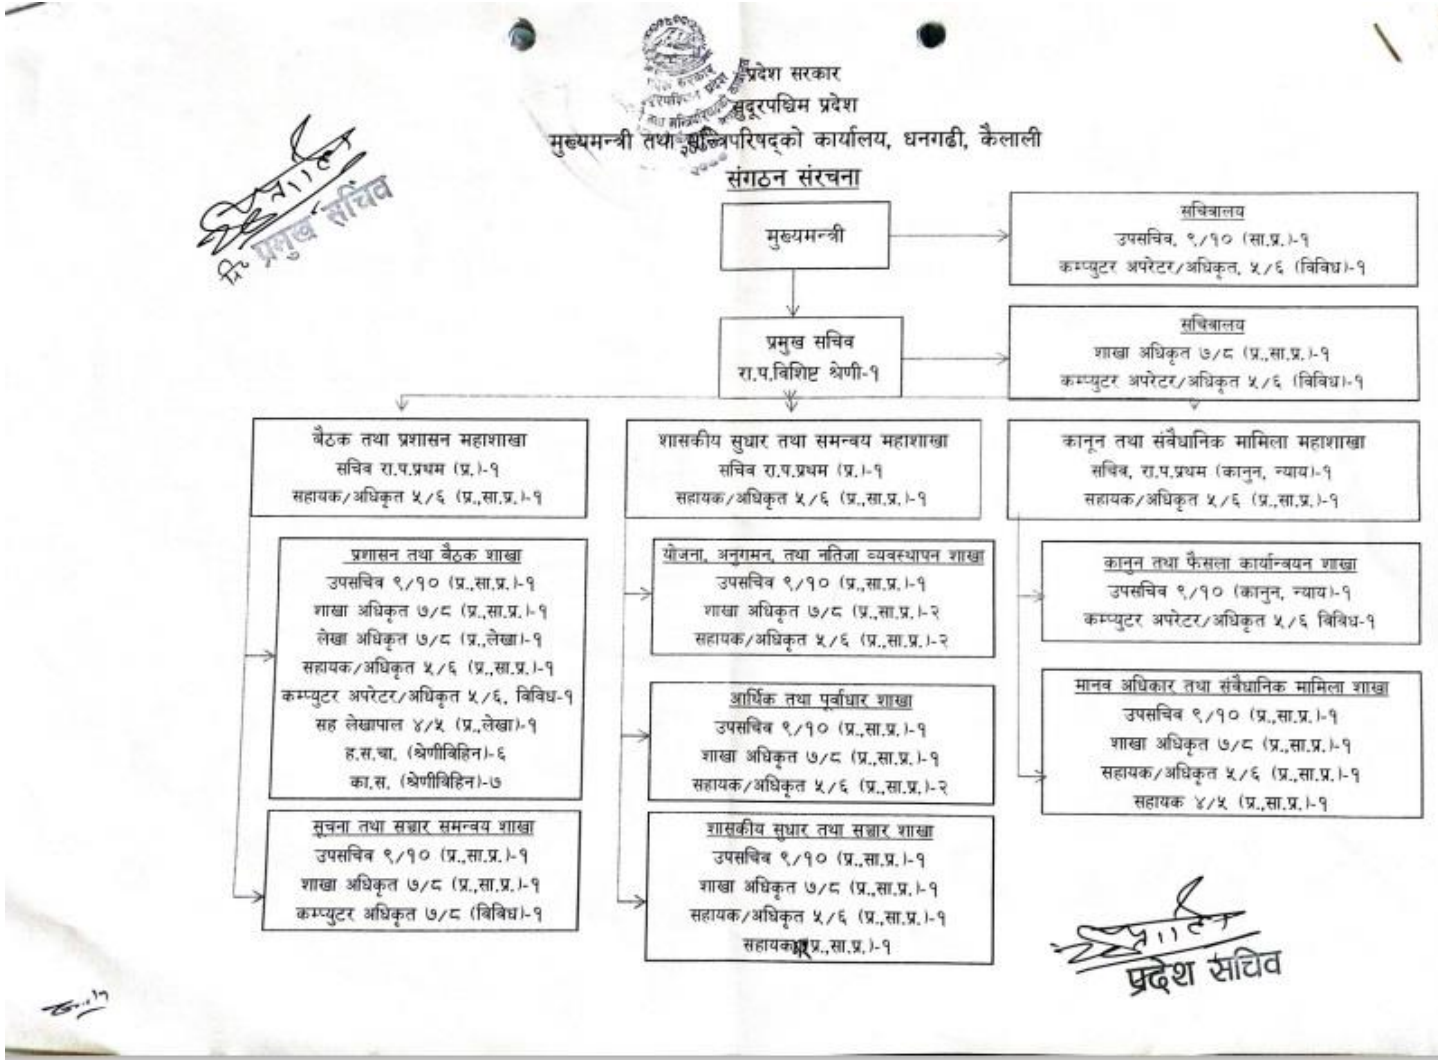 प्रदेश सरकार
सुदूरपश्चिम प्रदेश
मुख्यमन्त्री तथा मन्त्रिपरिषद्को कार्यालय, धनगढी, कैलाली
संगठन संरचना
प्रमुख सचिव
मुख्यमन्त्री
सचिवालय
उपसचिव, ९/१० (सा.प्र.)-१
कम्प्युटर अपरेटर/अधिकृत, ५/६ (विविध)-१
प्रमुख सचिव
रा.प.विशिष्ट श्रेणी-१
सचिवालय
शाखा अधिकृत ७/८ (प्र.,सा.प्र.)-१
कम्प्युटर अपरेटर/अधिकृत ५/६ (विविध)-१
बैठक तथा प्रशासन महाशाखा
सचिव रा.प.प्रथम (प्र.)-१
सहायक/अधिकृत ५/६ (प्र.,सा.प्र.)-१
शासकीय सुधार तथा समन्वय महाशाखा
सचिव रा.प.प्रथम (प्र.)-१
सहायक/अधिकृत ५/६ (प्र.,सा.प्र.)-१
कानून तथा संवैधानिक मामिला महाशाखा
सचिव, रा.प.प्रथम (कानून, न्याय)-१
सहायक/अधिकृत ५/६ (प्र.,सा.प्र.)-१
प्रशासन तथा बैठक शाखा
उपसचिव ९/१० (प्र.,सा.प्र.)-१
शाखा अधिकृत ७/८ (प्र.,सा.प्र.)-१
लेखा अधिकृत ७/८ (प्र.,लेखा)-१
सहायक/अधिकृत ५/६ (प्र.,सा.प्र.)-१
कम्प्युटर अपरेटर/अधिकृत ५/६, विविध-१
सह लेखापाल ४/५ (प्र.,लेखा)-१
ह.स.चा. (श्रेणीविहिन)-६
का.स. (श्रेणीविहिन)-७
सूचना तथा सञ्चार समन्वय शाखा
उपसचिव ९/१० (प्र.,सा.प्र.)-१
शाखा अधिकृत ७/८ (प्र.,सा.प्र.)-१
कम्प्युटर अधिकृत ७/८ (विविध)-१
योजना, अनुगमन, तथा नतिजा व्यवस्थापन शाखा
उपसचिव ९/१० (प्र.,सा.प्र.)-१
शाखा अधिकृत ७/८ (प्र.,सा.प्र.)-२
सहायक/अधिकृत ५/६ (प्र.,सा.प्र.)-२
आर्थिक तथा पूर्वाधार शाखा
उपसचिव ९/१० (प्र.,सा.प्र.)-१
शाखा अधिकृत ७/८ (प्र.,सा.प्र.)-१
सहायक/अधिकृत ५/६ (प्र.,सा.प्र.)-२
शासकीय सुधार तथा सञ्चार शाखा
उपसचिव ९/१० (प्र.,सा.प्र.)-१
शाखा अधिकृत ७/८ (प्र.,सा.प्र.)-१
सहायक/अधिकृत ५/६ (प्र.,सा.प्र.)-१
सहायक (प्र.,सा.प्र.)-१
कानुन तथा फैसला कार्यान्वयन शाखा
उपसचिव ९/१० (कानुन, न्याय)-१
कम्प्युटर अपरेटर/अधिकृत ५/६ विविध-१
मानव अधिकार तथा संवैधानिक मामिला शाखा
उपसचिव ९/१० (प्र.,सा.प्र.)-१
शाखा अधिकृत ७/८ (प्र.,सा.प्र.)-१
सहायक/अधिकृत ५/६ (प्र.,सा.प्र.)-१
सहायक ४/५ (प्र.,सा.प्र.)-१
प्रदेश सचिव